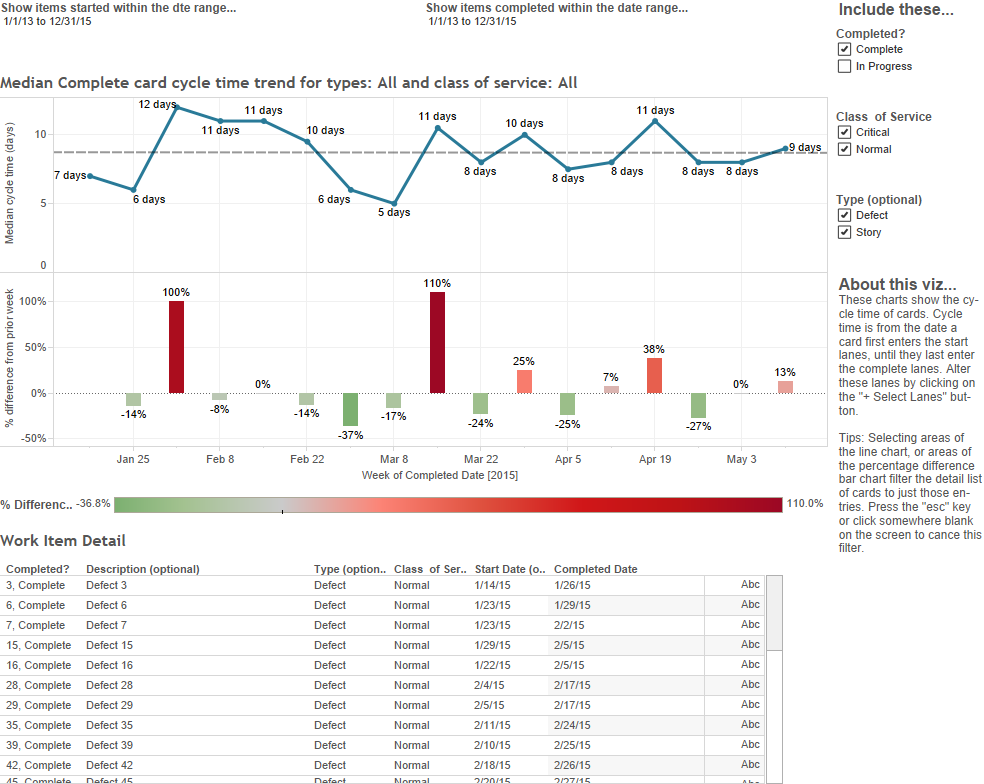 Show items started within the dte range...
1/1/13 to 12/31/15
Show items completed within the date range...
1/1/13 to 12/31/15
Include these...
Completed?
Complete
In Progress
Class of Service
Critical
Normal
Type (optional)
Defect
Story
About this viz...
These charts show the cy-
cle time of cards. Cycle
time is from the date a
card first enters the start
lanes, until they last enter
the complete lanes. Alter
these lanes by clicking on
the "+ Select Lanes" but-
ton.
Tips: Selecting areas of
the line chart, or areas of
the percentage difference
bar chart filter the detail list
of cards to just those en-
tries. Press the "esc" key
or click somewhere blank
on the screen to cance this
filter.
Median Complete card cycle time trend for types: All and class of service: All
Median cycle time (days)
10
5
0
7 days
6 days
12 days
11 days
11 days
10 days
6 days
5 days
11 days
8 days
10 days
8 days
8 days
11 days
8 days
8 days
9 days
% difference from prior week
100%
50%
0%
-50%
-14%
100%
-8%
0%
-14%
-37%
-17%
110%
-24%
25%
-25%
7%
38%
-27%
0%
13%
Jan 25
Feb 8
Feb 22
Mar 8
Mar 22
Apr 5
Apr 19
May 3
Week of Completed Date [2015]
% Differenc.. -36.8%
110.0%
Work Item Detail
Completed? Description (optional) Type (option.. Class of Ser.. Start Date (o.. Completed Date
3, Complete Defect 3 Defect Normal 1/14/15 1/26/15 Abc
6, Complete Defect 6 Defect Normal 1/23/15 1/29/15 Abc
7, Complete Defect 7 Defect Normal 1/23/15 2/2/15 Abc
15, Complete Defect 15 Defect Normal 1/29/15 2/5/15 Abc
16, Complete Defect 16 Defect Normal 1/22/15 2/5/15 Abc
28, Complete Defect 28 Defect Normal 2/4/15 2/17/15 Abc
29, Complete Defect 29 Defect Normal 2/5/15 2/17/15 Abc
35, Complete Defect 35 Defect Normal 2/11/15 2/24/15 Abc
39, Complete Defect 39 Defect Normal 2/10/15 2/25/15 Abc
42, Complete Defect 42 Defect Normal 2/18/15 2/26/15 Abc
45, Complete Defect 45 Defect Normal 2/20/15 2/27/15 Abc